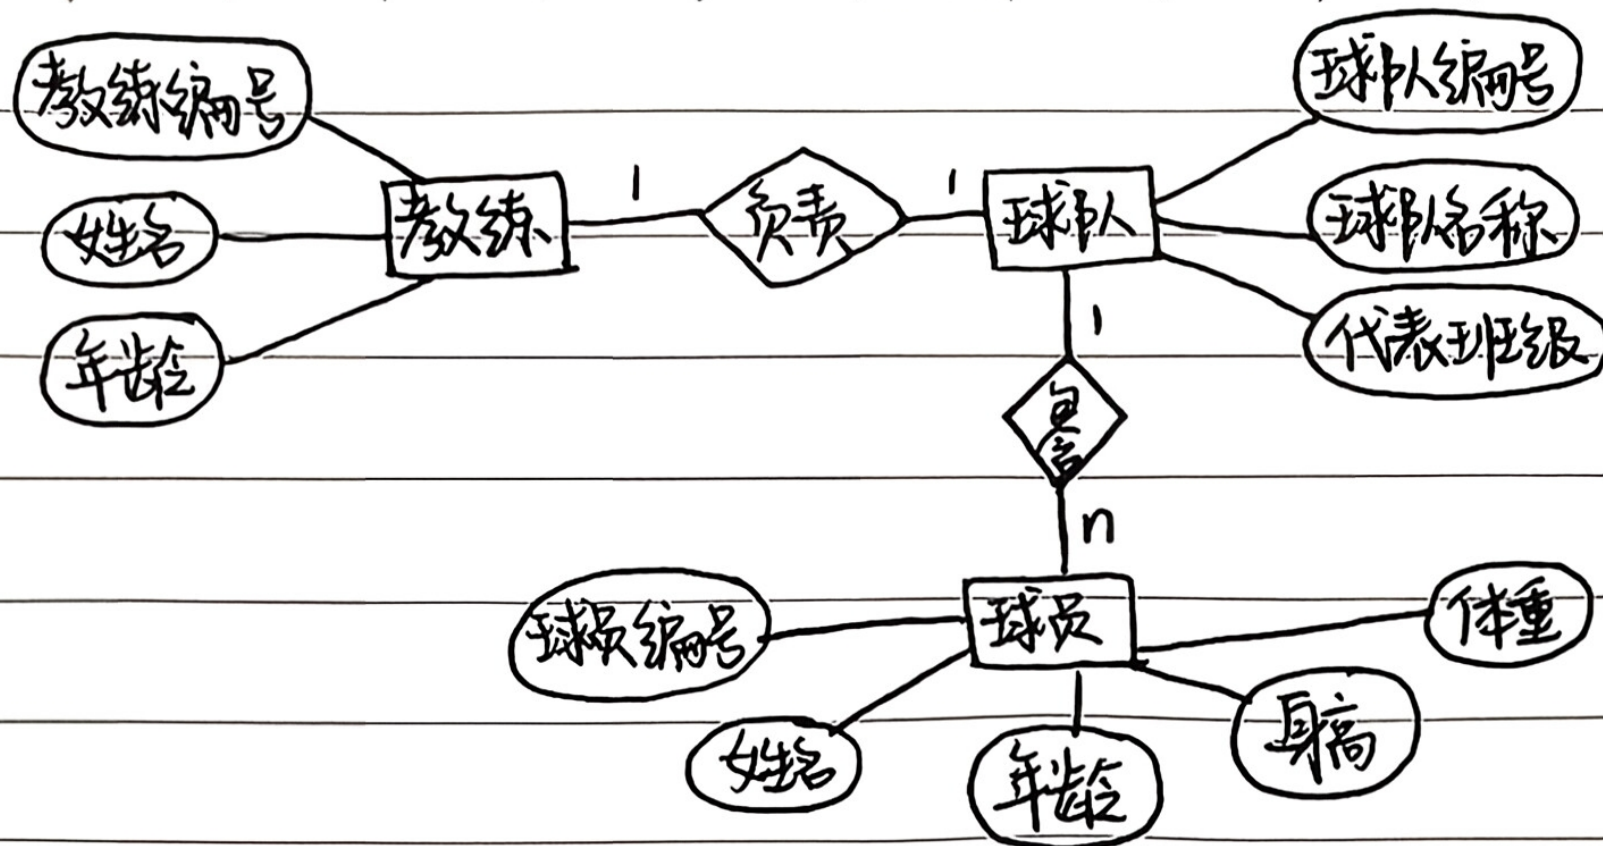 教练编号
球队编号
姓名
教练
1
负责
1
球队
球队名称
年龄
1
代表班级
包含
n
球员编号
球员
体重
姓名
年龄
身高